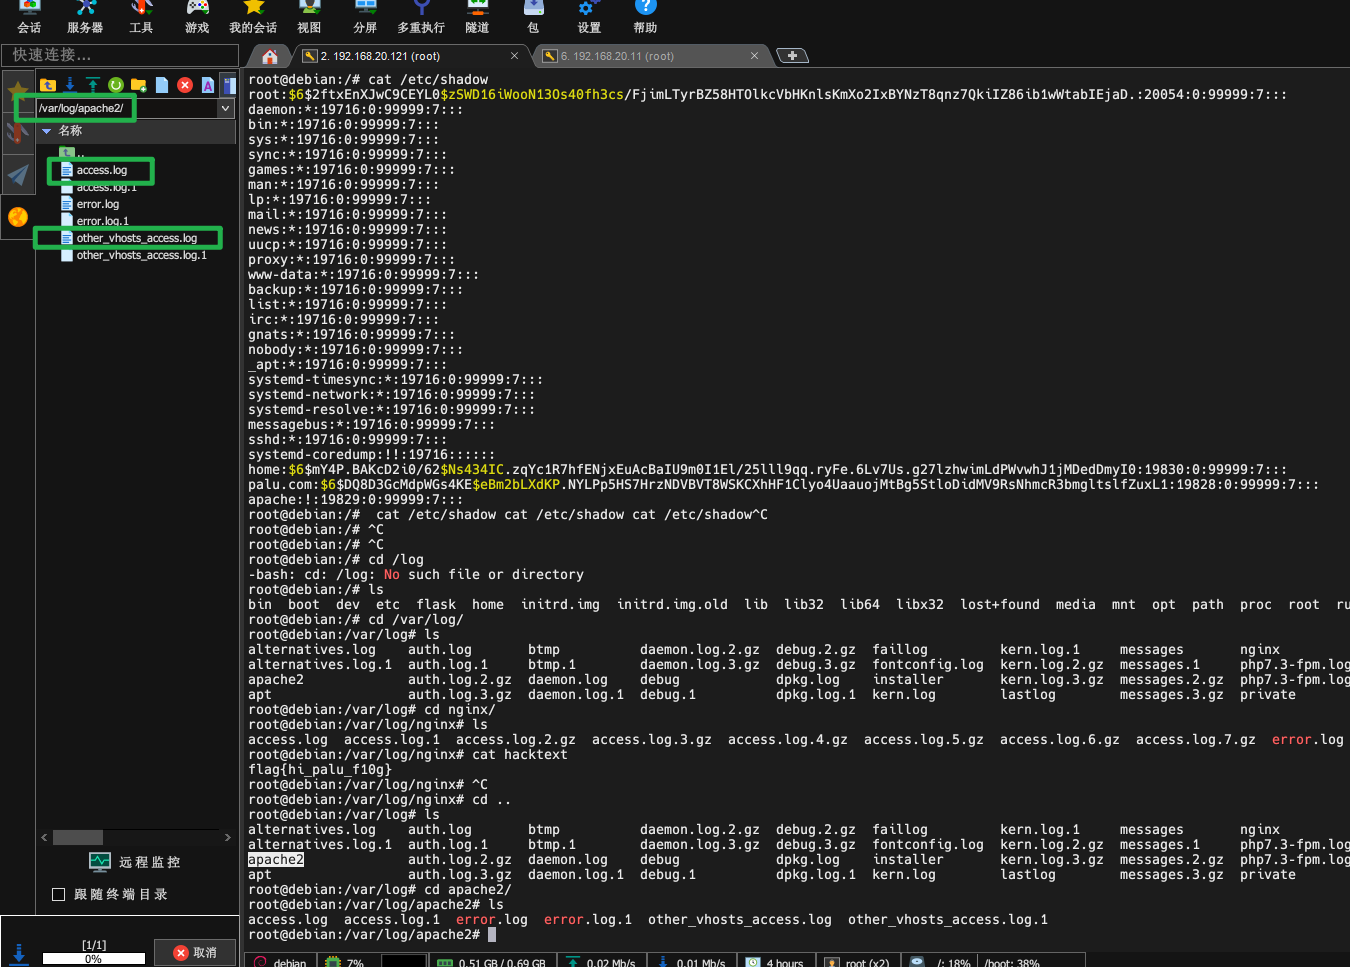 会话 服务器 工具 游戏 我的会话 视图 分屏 多重执行 隧道 包 设置 帮助
快速连接...
2. 192.168.20.121 (root)
6. 192.168.20.11 (root)
/var/log/apache2/
名称
..
access.log
access.log.1
error.log
error.log.1
other_vhosts_access.log
other_vhosts_access.log.1
远程监控
跟随终端目录
[1/1]
0%
取消
root@debian:/# cat /etc/shadow
root:$6$2ftxEnXJwC9CEYL0$zSWD16iWooN13Os40fh3cs/FjimLTyrBZ58HTOlkcVbHKnlsKmXo2IxBYNzT8qnz7QkiIZ86ib1wWtabIEjaD.:20054:0:99999:7:::
daemon:*:19716:0:99999:7:::
bin:*:19716:0:99999:7:::
sys:*:19716:0:99999:7:::
sync:*:19716:0:99999:7:::
games:*:19716:0:99999:7:::
man:*:19716:0:99999:7:::
lp:*:19716:0:99999:7:::
mail:*:19716:0:99999:7:::
news:*:19716:0:99999:7:::
uucp:*:19716:0:99999:7:::
proxy:*:19716:0:99999:7:::
www-data:*:19716:0:99999:7:::
backup:*:19716:0:99999:7:::
list:*:19716:0:99999:7:::
irc:*:19716:0:99999:7:::
gnats:*:19716:0:99999:7:::
nobody:*:19716:0:99999:7:::
_apt:*:19716:0:99999:7:::
systemd-timesync:*:19716:0:99999:7:::
systemd-network:*:19716:0:99999:7:::
systemd-resolve:*:19716:0:99999:7:::
messagebus:*:19716:0:99999:7:::
sshd:*:19716:0:99999:7:::
systemd-coredump:!!:19716::::::
home:$6$mY4P.BAKcD2i0/62$Ns434IC.zqYc1R7hfENjxEuAcBaIU9m0I1El/25lll9qq.ryFe.6Lv7Us.g27lzhwimLdPWvwhJ1jMDedDmyI0:19830:0:99999:7:::
palu.com:$6$DQ8D3GcMdpWGs4KE$eBm2bLXdKP.NYLPp5HS7HrzNDVBVT8WSKCXhHF1Clyo4UaauojMtBg5StloDidMV9RsNhmcR3bmgltslfZuxL1:19828:0:99999:7:::
apache:!:19829:0:99999:7:::
root@debian:/#  cat /etc/shadow cat /etc/shadow cat /etc/shadow^C
root@debian:/# ^C
root@debian:/# ^C
root@debian:/# cd /log
-bash: cd: /log: No such file or directory
root@debian:/# ls
bin boot dev etc flask home initrd.img initrd.img.old lib lib32 lib64 libx32 lost+found media mnt opt path proc root ru
root@debian:/# cd /var/log/
root@debian:/var/log# ls
alternatives.log auth.log btmp daemon.log.2.gz debug.2.gz faillog kern.log.1 messages nginx
alternatives.log.1 auth.log.1 btmp.1 daemon.log.3.gz debug.3.gz fontconfig.log kern.log.2.gz messages.1 php7.3-fpm.log
apache2 auth.log.2.gz daemon.log debug dpkg.log installer kern.log.3.gz messages.2.gz php7.3-fpm.log
apt auth.log.3.gz daemon.log.1 debug.1 dpkg.log.1 kern.log lastlog messages.3.gz private
root@debian:/var/log# cd nginx/
root@debian:/var/log/nginx# ls
access.log access.log.1 access.log.2.gz access.log.3.gz access.log.4.gz access.log.5.gz access.log.6.gz access.log.7.gz error.log
root@debian:/var/log/nginx# cat hacktext
flag{hi_palu_f10g}
root@debian:/var/log/nginx# ^C
root@debian:/var/log/nginx# cd ..
root@debian:/var/log# ls
alternatives.log auth.log btmp daemon.log.2.gz debug.2.gz faillog kern.log.1 messages nginx
alternatives.log.1 auth.log.1 btmp.1 daemon.log.3.gz debug.3.gz fontconfig.log kern.log.2.gz messages.1 php7.3-fpm.log
apache2 auth.log.2.gz daemon.log debug dpkg.log installer kern.log.3.gz messages.2.gz php7.3-fpm.log
apt auth.log.3.gz daemon.log.1 debug.1 dpkg.log.1 kern.log lastlog messages.3.gz private
root@debian:/var/log# cd apache2/
root@debian:/var/log/apache2# ls
access.log access.log.1 error.log error.log.1 other_vhosts_access.log other_vhosts_access.log.1
root@debian:/var/log/apache2#
debian 7% 0.51 GB / 0.69 GB 0.02 Mb/s 0.01 Mb/s 4 hours root (x2) /: 18% /boot: 38%